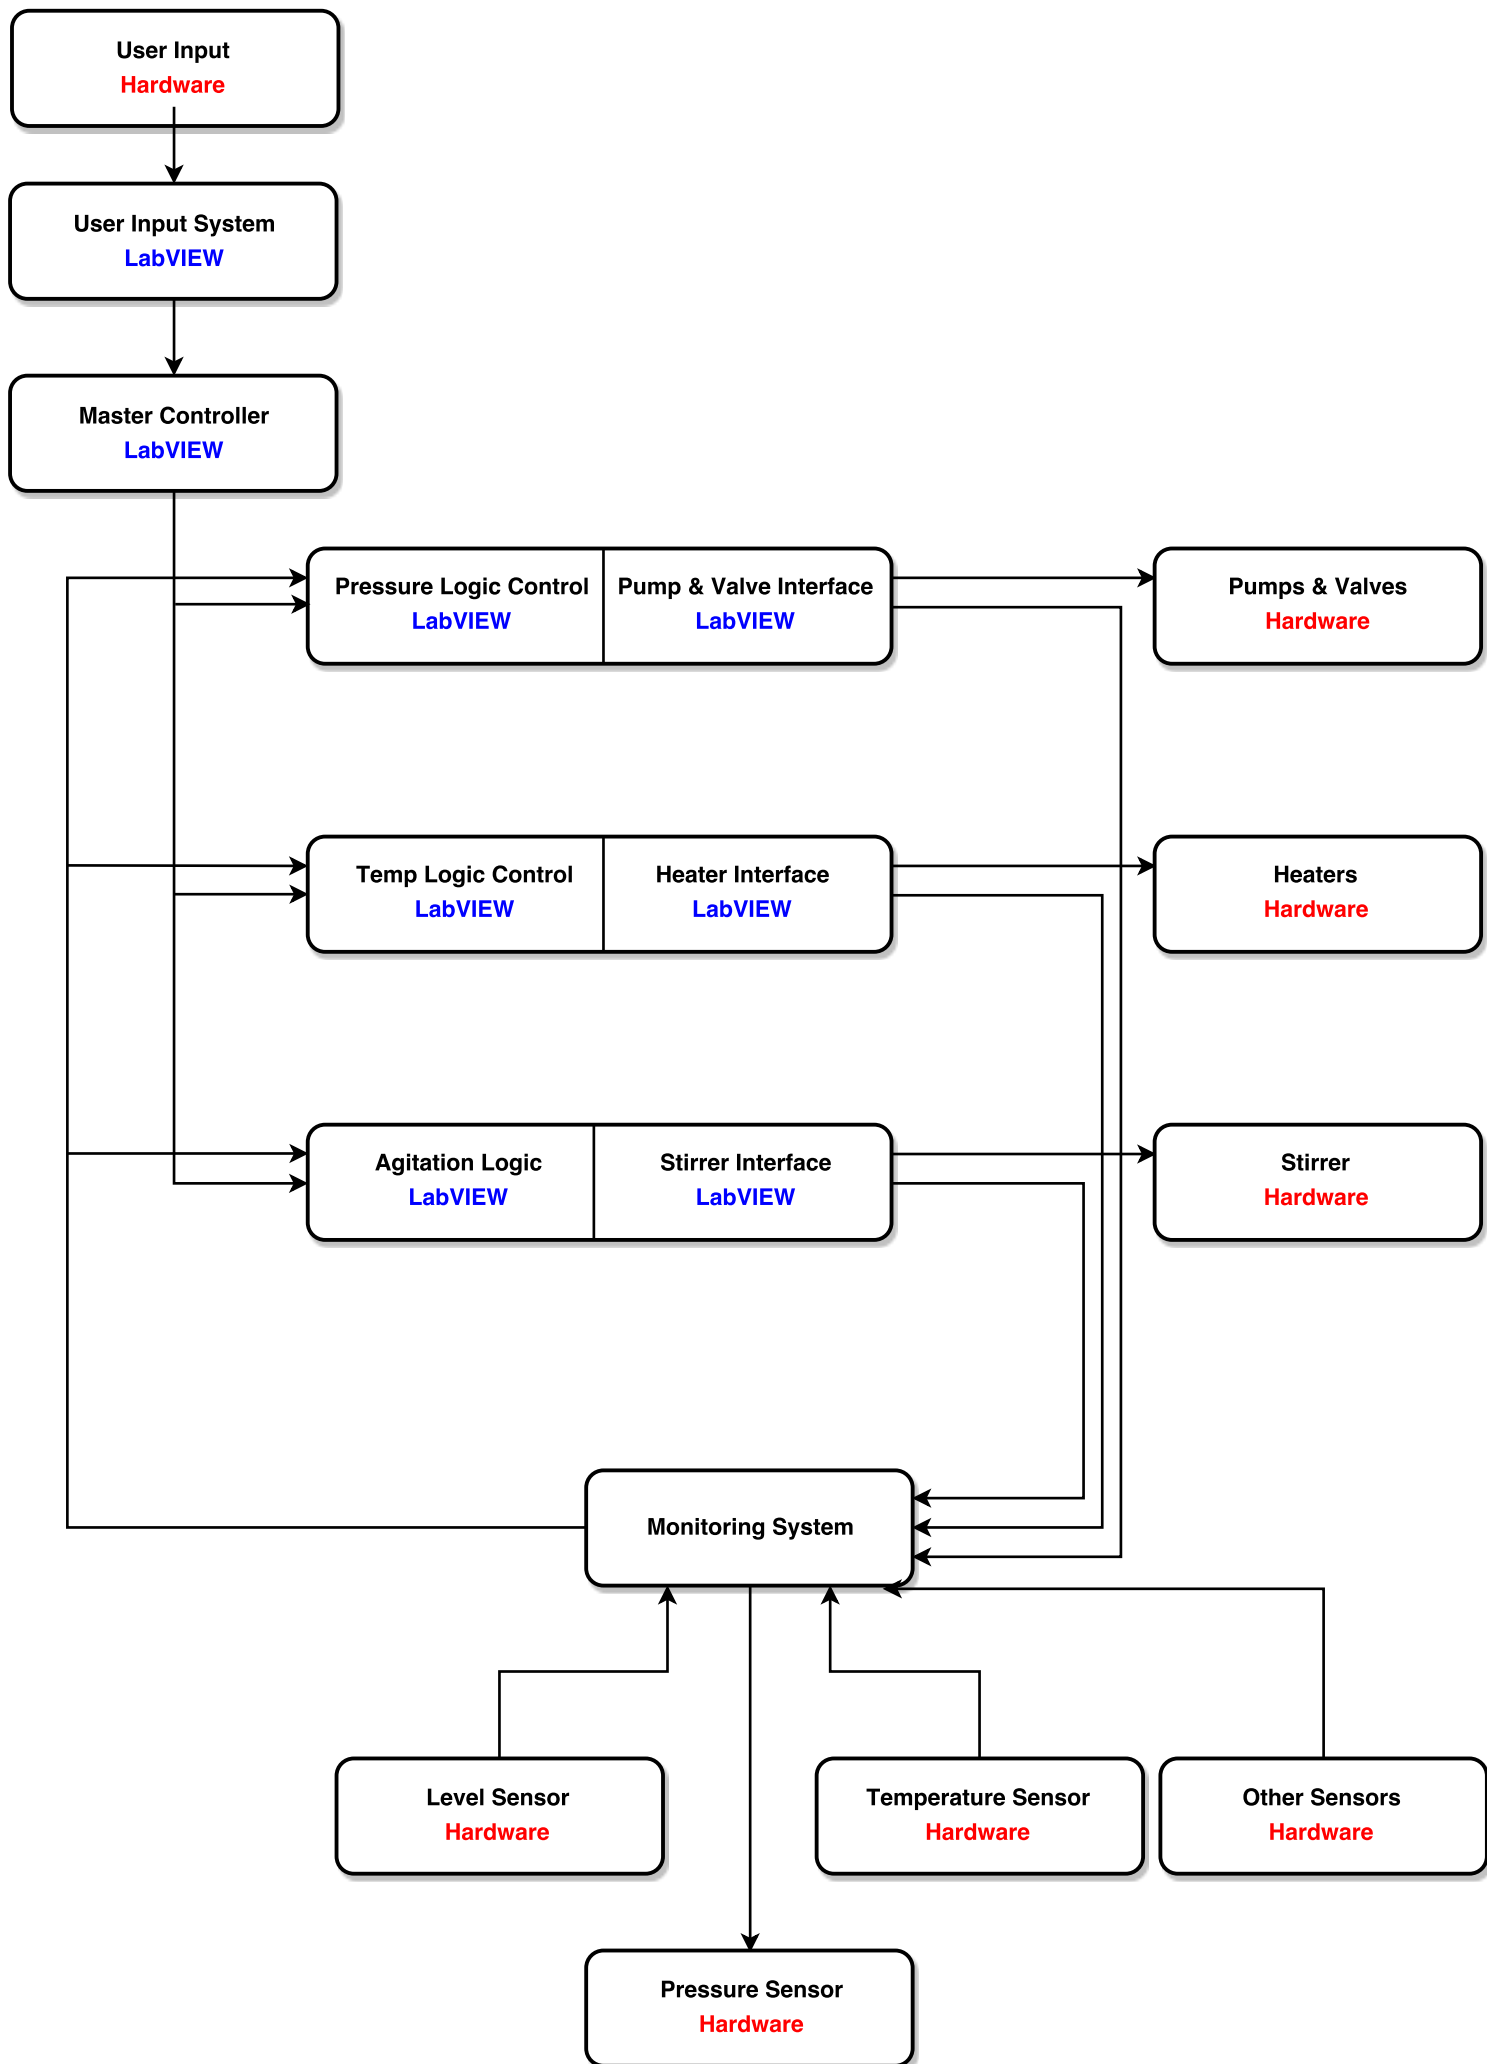 User Input
Hardware
User Input System
LabVIEW
Master Controller
LabVIEW
Pressure Logic Control
LabVIEW
Pump & Valve Interface
LabVIEW
Pumps & Valves
Hardware
Temp Logic Control
LabVIEW
Heater Interface
LabVIEW
Heaters
Hardware
Agitation Logic
LabVIEW
Stirrer Interface
LabVIEW
Stirrer
Hardware
Monitoring System
Level Sensor
Hardware
Temperature Sensor
Hardware
Other Sensors
Hardware
Pressure Sensor
Hardware